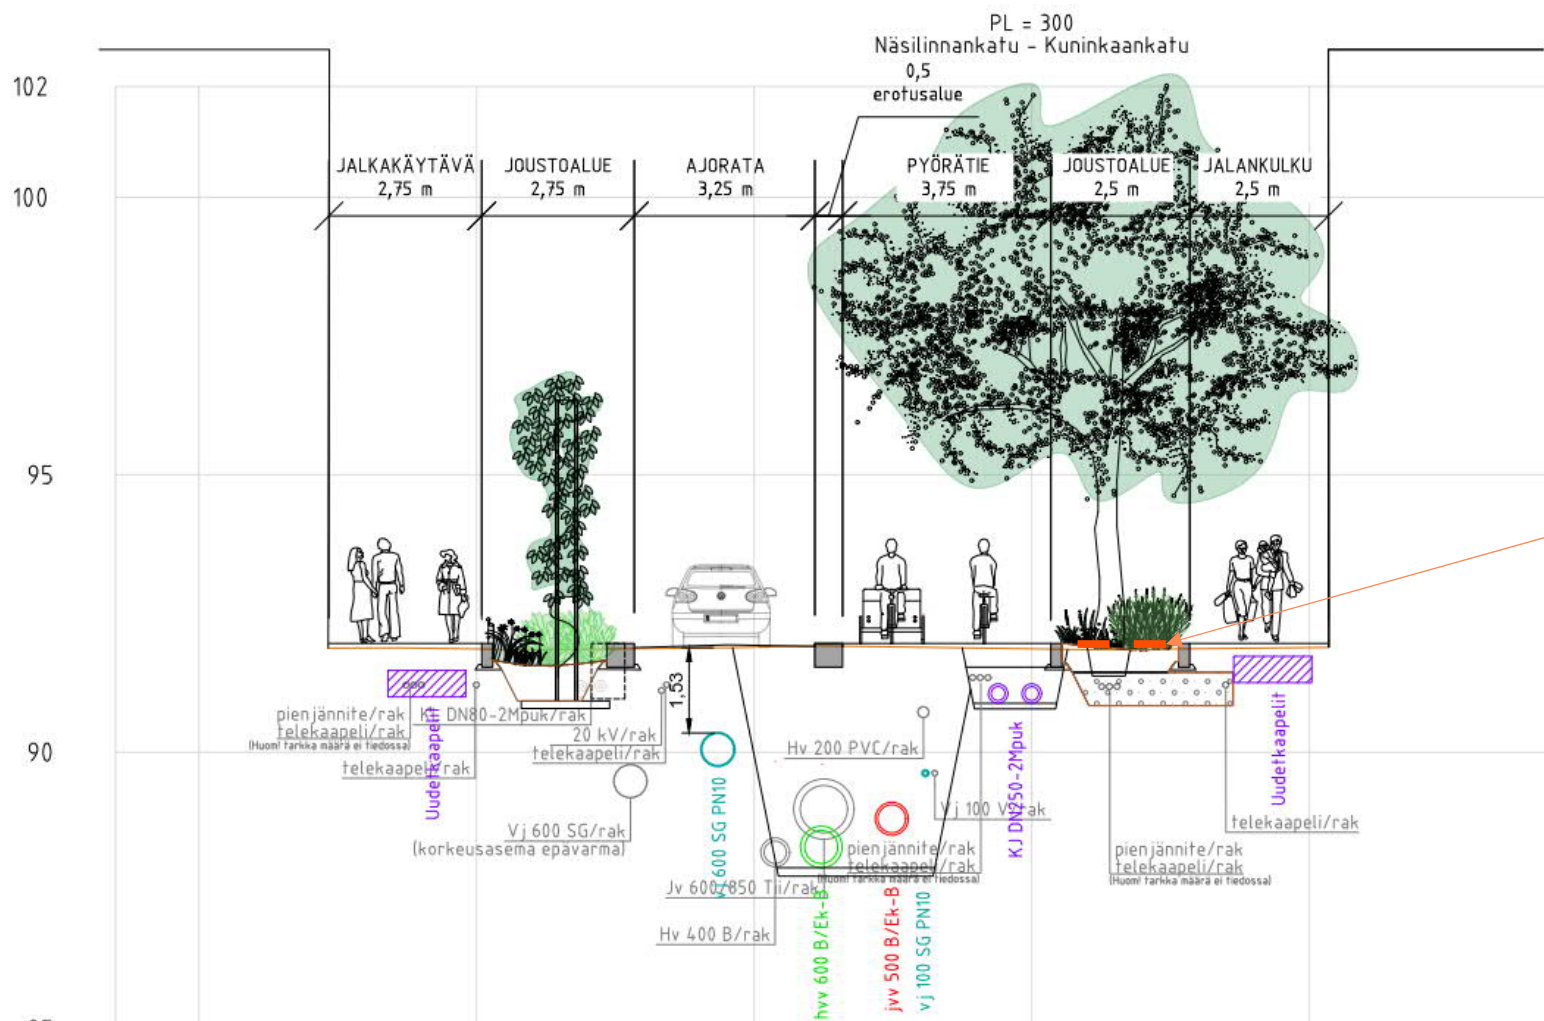 PL = 300
Näsilinnankatu - Kuninkaankatu
0,5
erotusalue
102
JALKAKÄYTÄVÄ
2,75 m
JOUSTOALUE
2,75 m
AJORATA
3,25 m
PYÖRÄTIE
3,75 m
JOUSTOALUE
2,5 m
JALANKULKU
2,5 m
100
95
90
1,53
pienjännite/rak
telekaapeli/rak
(Huom! tarkka määrä ei tiedossa)
telekaapeli/rak
Uudetkaapelit
KJ DN80-2Mpuk/rak
20 kV/rak
telekaapeli/rak
Vj 600 SG/rak
(korkeusasema epävarma)
vj 600 SG PN10
Jv 600/850 Tii/rak
Hv 400 B/rak
Hv 200 PVC/rak
Vj 100 V/rak
pienjännite/rak
telekaapeli/rak
(Huom! tarkka määrä ei tiedossa)
hvv 600 B/Ek-B
jvv 500 B/Ek-B
vj 100 SG PN10
KJ DN250-2Mpuk
pienjännite/rak
telekaapeli/rak
(Huom! tarkka määrä ei tiedossa)
telekaapeli/rak
Uudetkaapelit